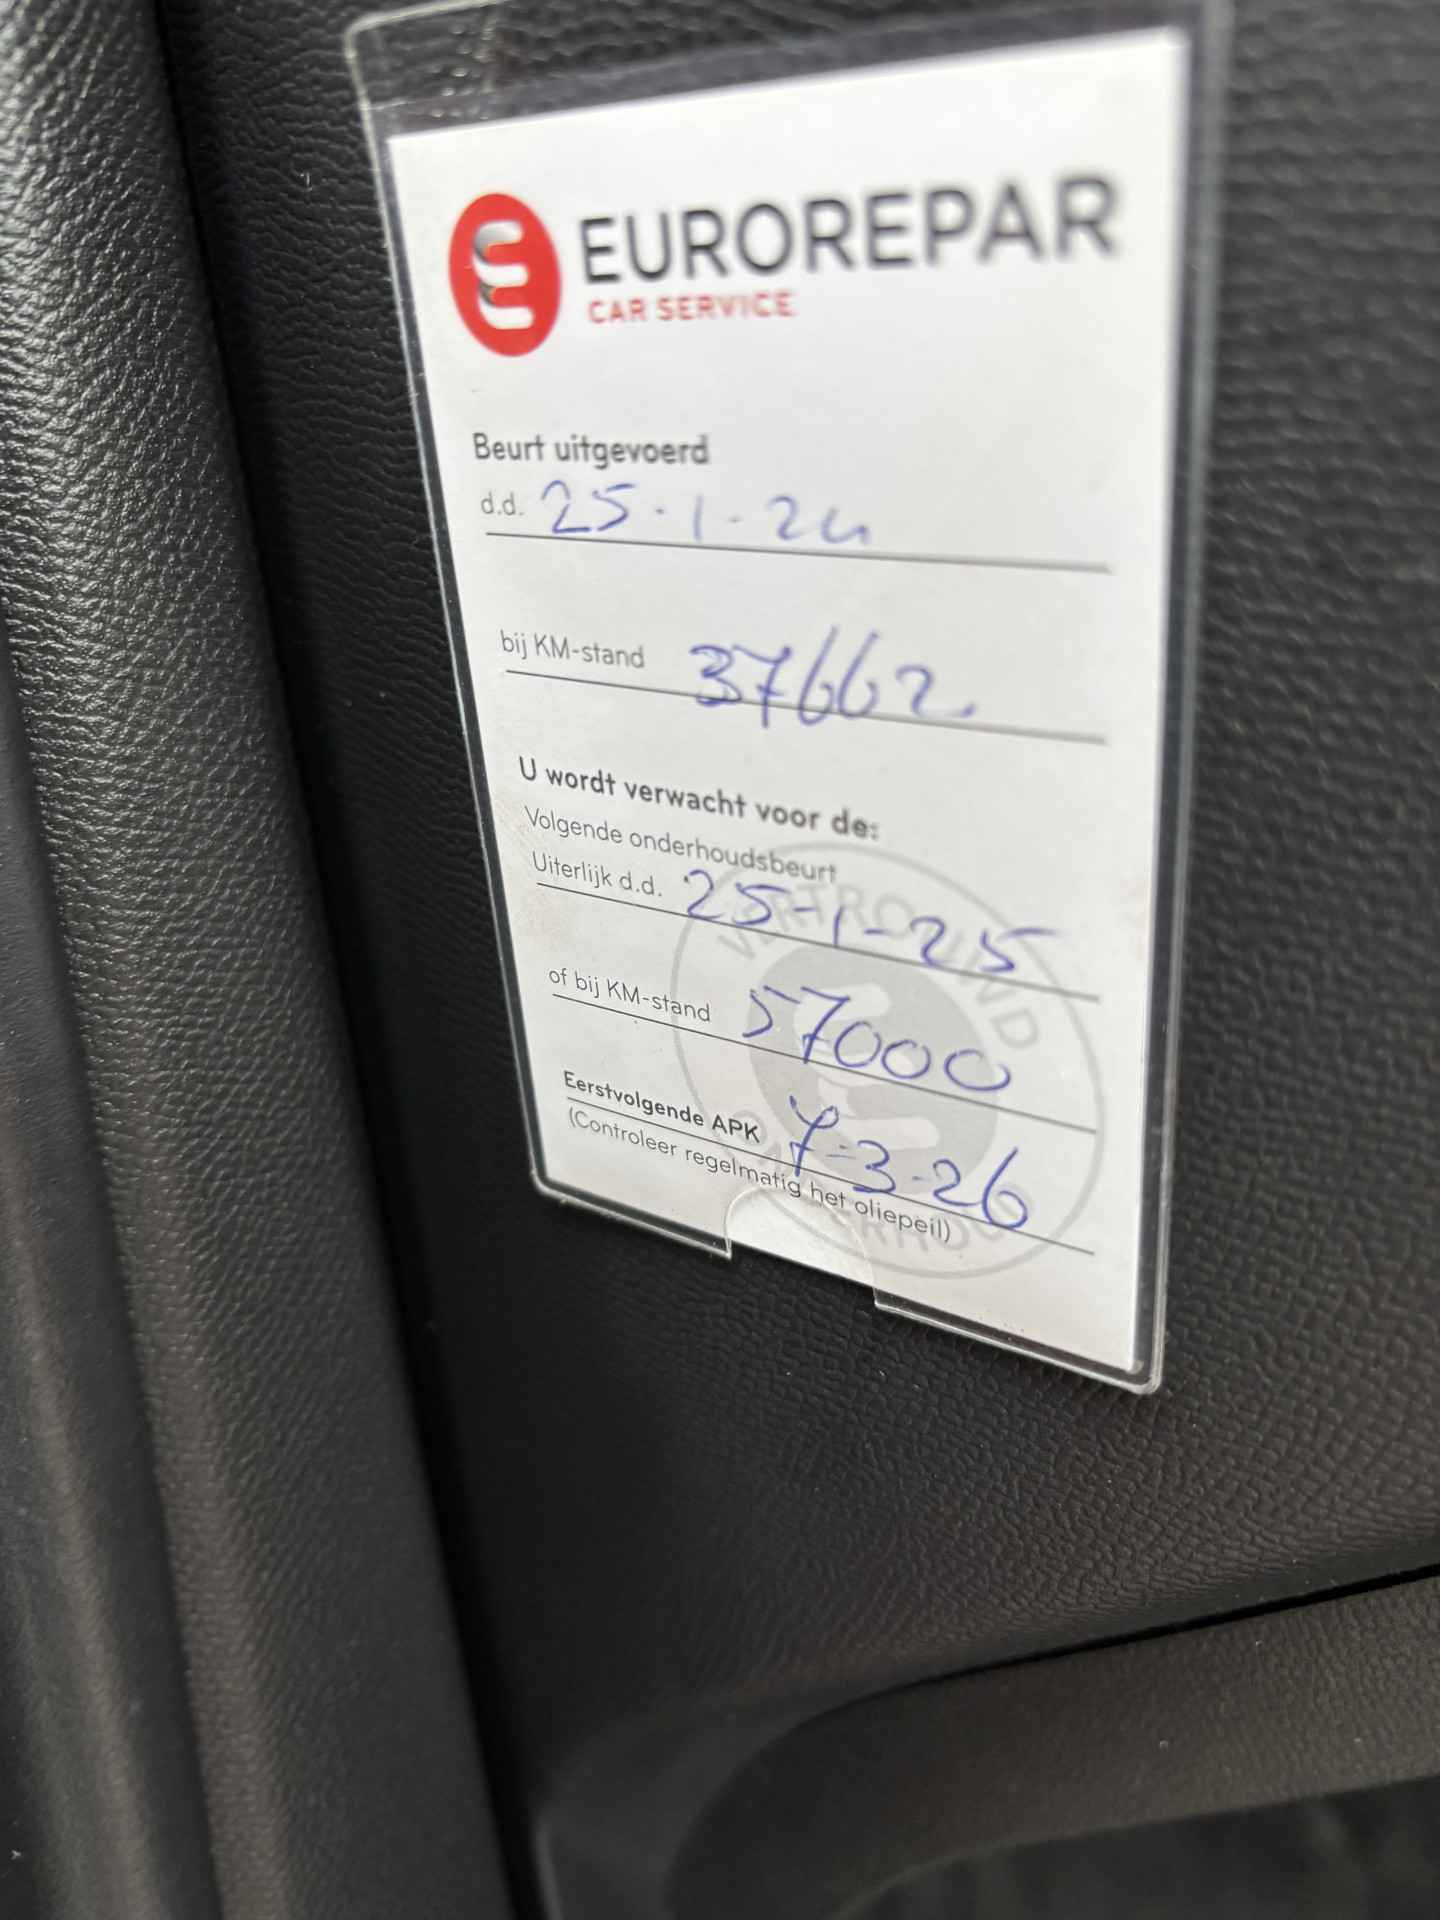 EUROREPAR
CAR SERVICE
Beurt uitgevoerd
d.d. 25-1-24
bij KM-stand 37662
U wordt verwacht voor de:
Volgende onderhoudsbeurt
Uiterlijk d.d. 25-1-25
of bij KM-stand 57000
Eerstvolgende APK 7-3-26
(Controleer regelmatig het oliepeil)